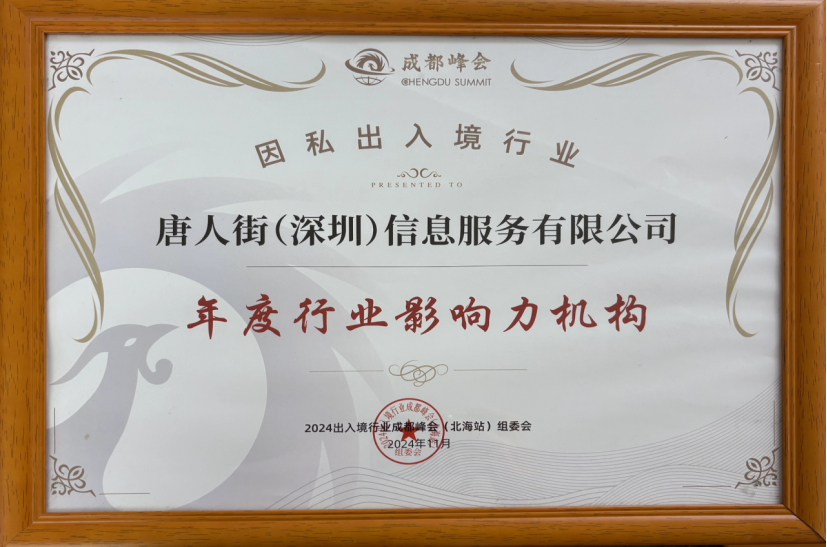 成都峰会
CHENGDU SUMMIT
因私出入境行业
PRESENTED TO
唐人街(深圳)信息服务有限公司
年度行业影响力机构
2024出入境行业成都峰会(北海站)组委会
2024年11月
组委会